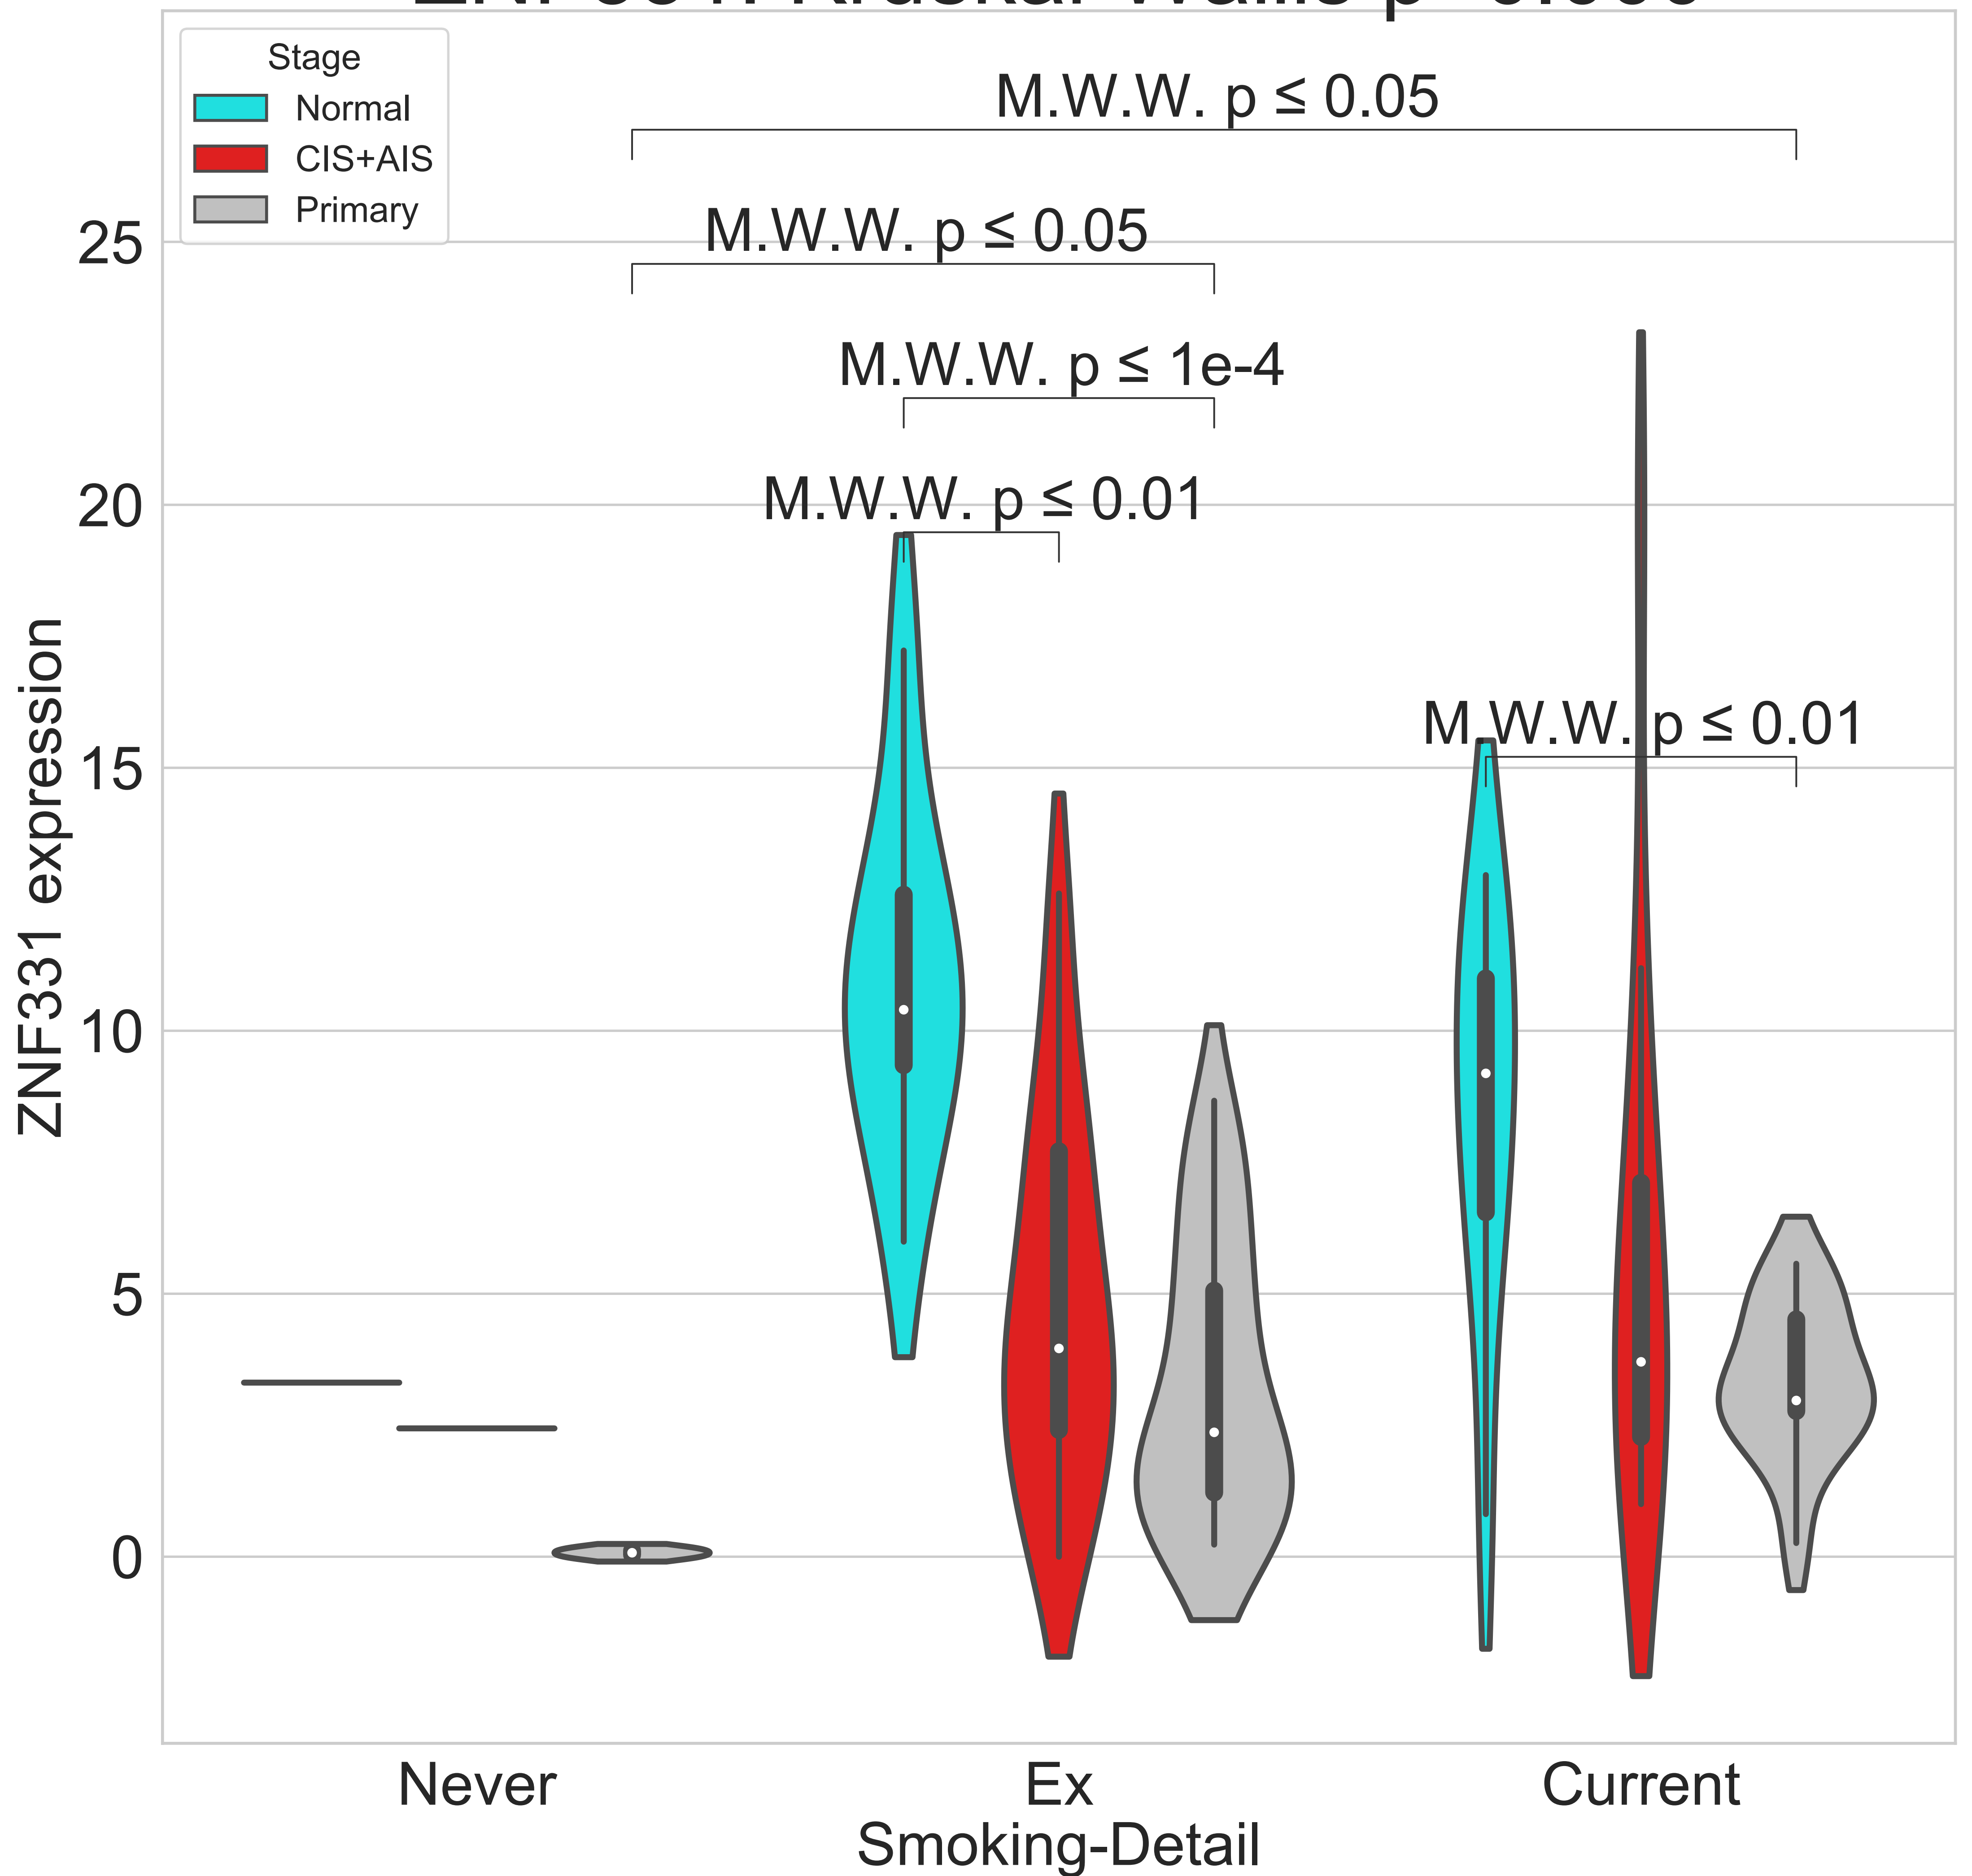 Stage
Normal
CIS+AIS
Primary
M.W.W. p ≤ 0.05
M.W.W. p ≤ 0.05
M.W.W. p ≤ 1e-4
M.W.W. p ≤ 0.01
M.W.W. p ≤ 0.01
25
20
15
10
5
0
ZNF331 expression
Never
Ex
Current
Smoking-Detail